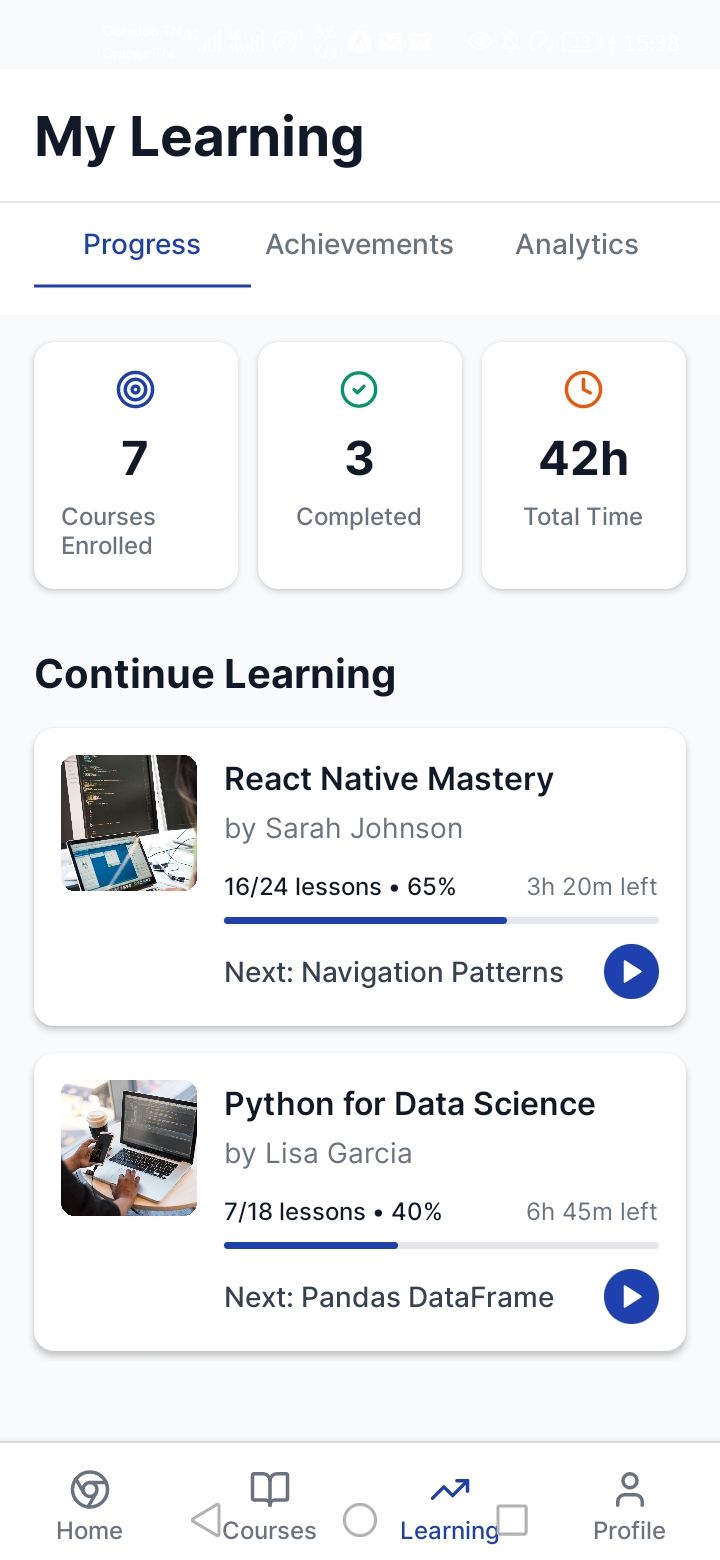 Ooredoo TN
Orange TN
15:38
My Learning
Progress Achievements Analytics
7
Courses
Enrolled
3
Completed
42h
Total Time
Continue Learning
React Native Mastery
by Sarah Johnson
16/24 lessons • 65% 3h 20m left
Next: Navigation Patterns
Python for Data Science
by Lisa Garcia
7/18 lessons • 40% 6h 45m left
Next: Pandas DataFrame
Home Courses Learning Profile